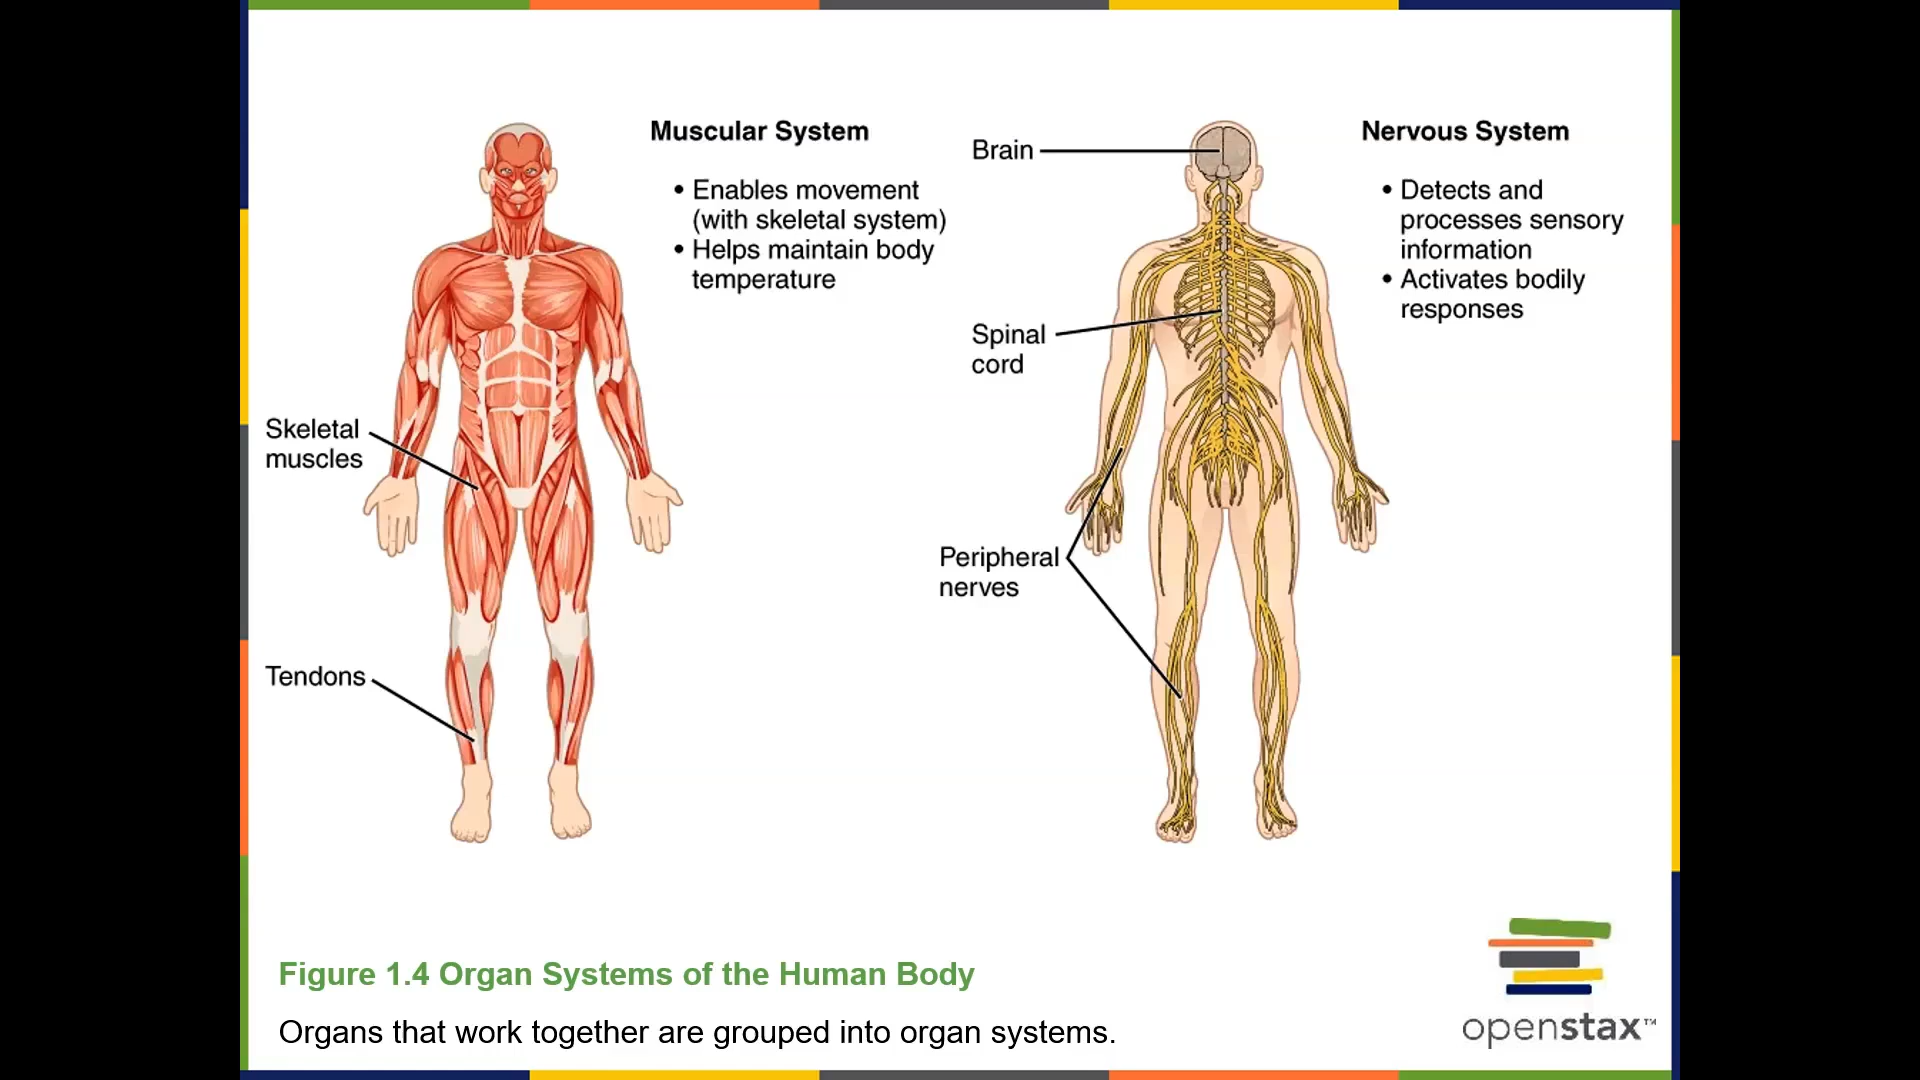 Muscular System
• Enables movement
(with skeletal system)
• Helps maintain body
temperature
Skeletal
muscles
Tendons
Brain
Spinal
cord
Peripheral
nerves
Nervous System
• Detects and
processes sensory
information
• Activates bodily
responses
Figure 1.4 Organ Systems of the Human Body
Organs that work together are grouped into organ systems.
openstax™